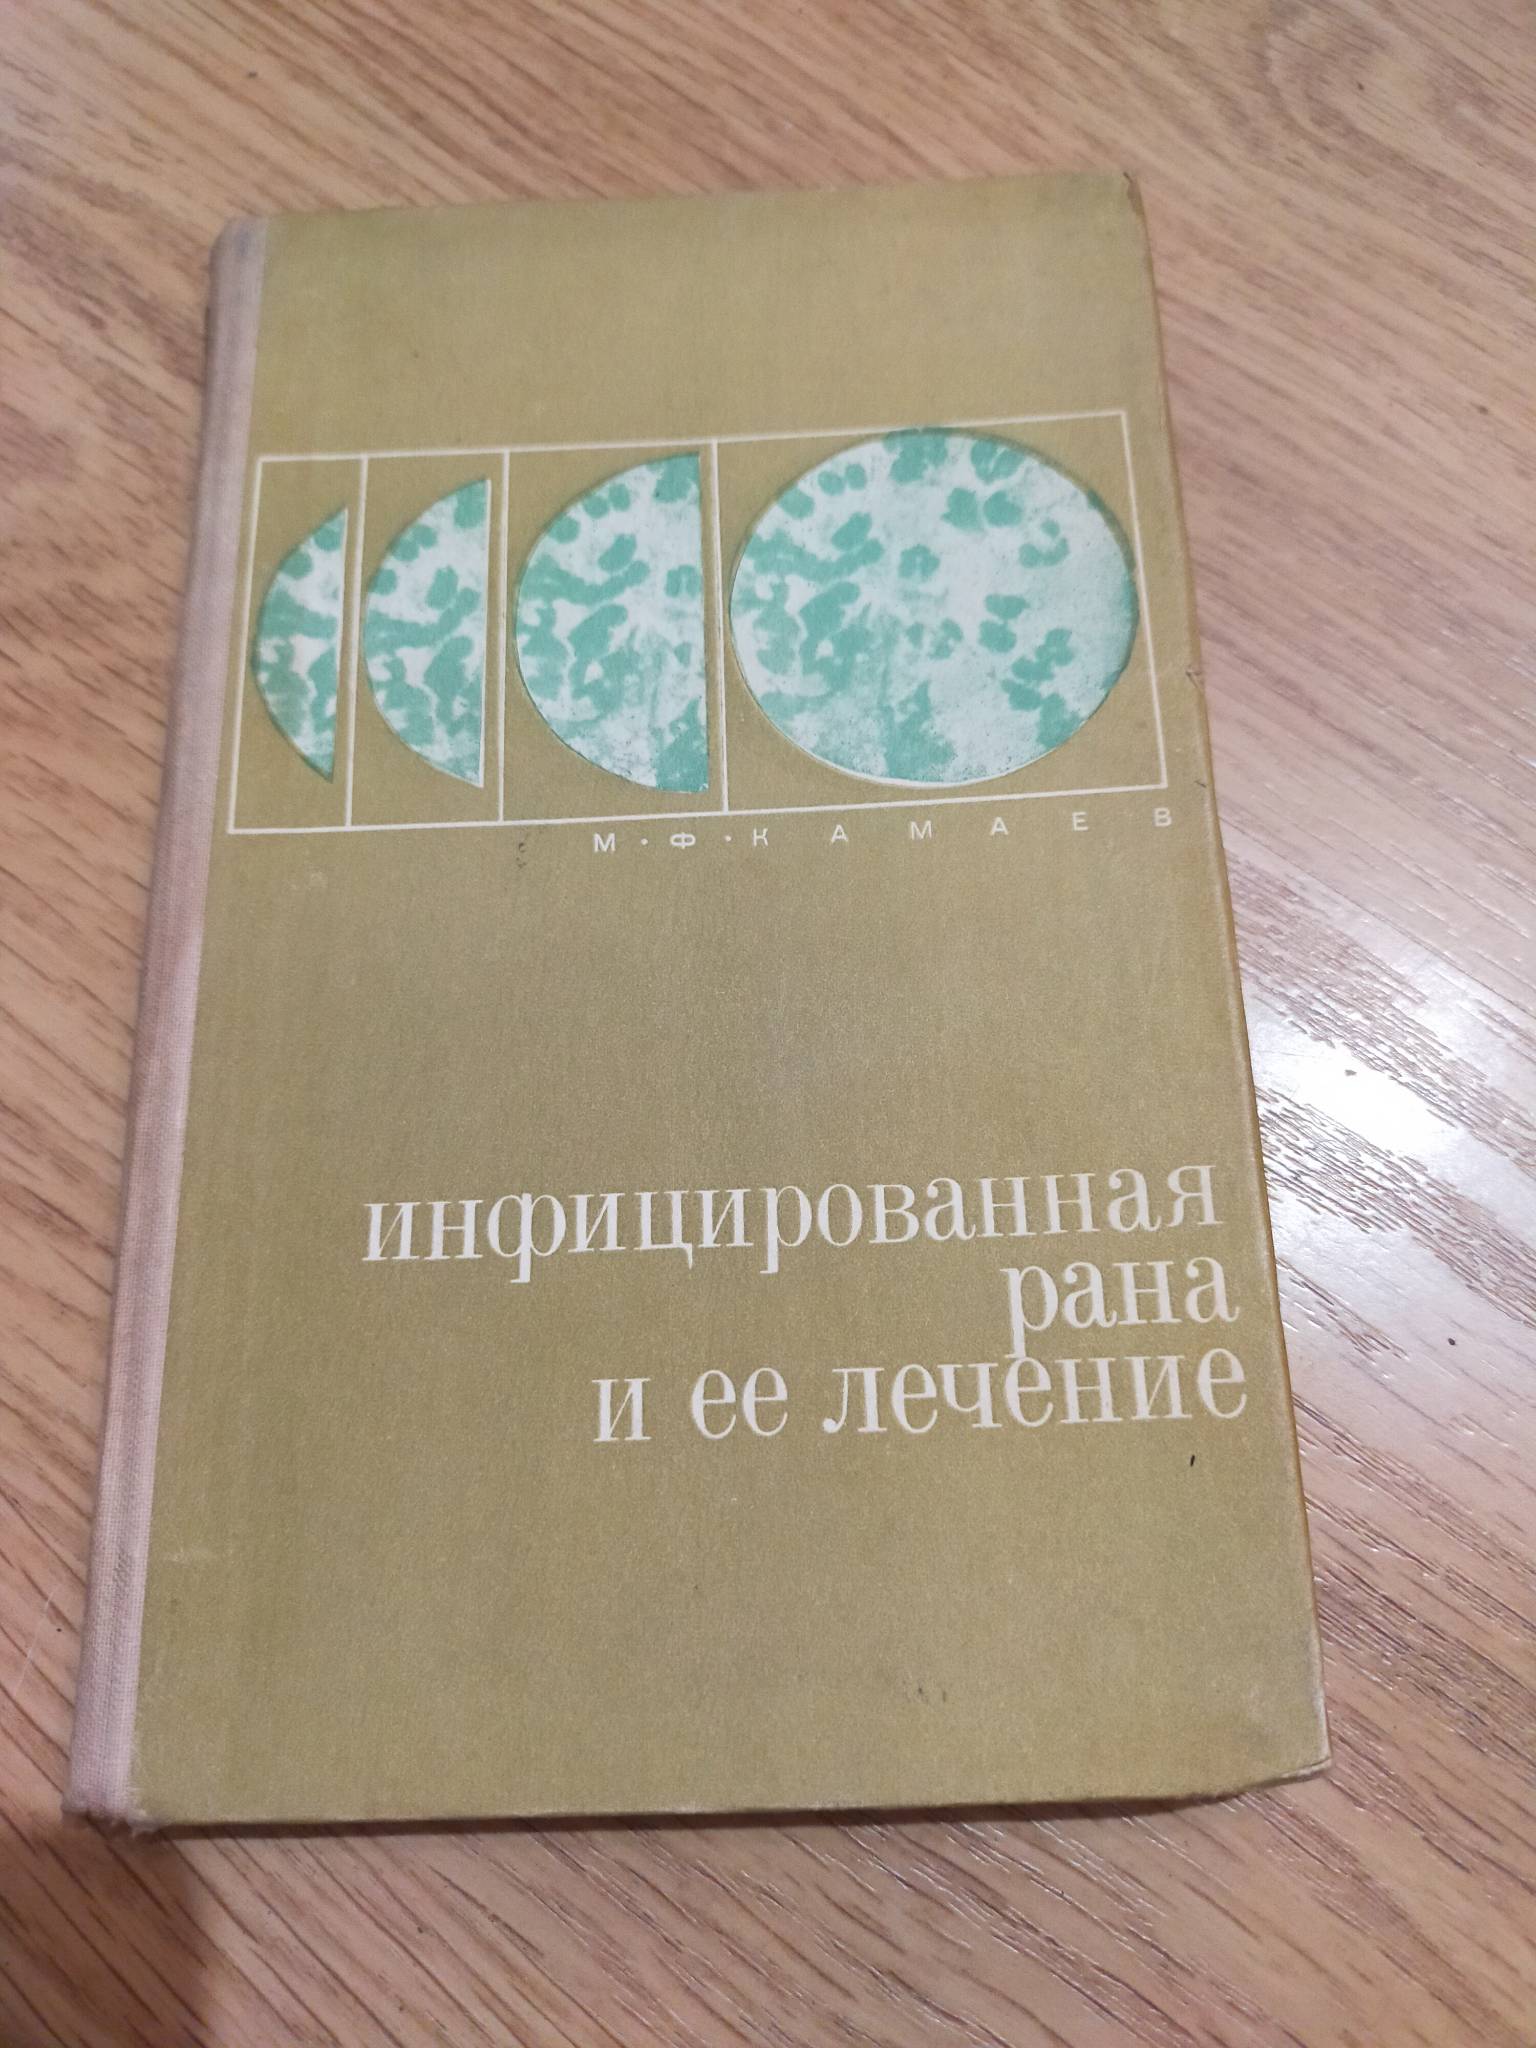 М·Ф·КАМАЕВ
инфицированная
рана
и ее лечение